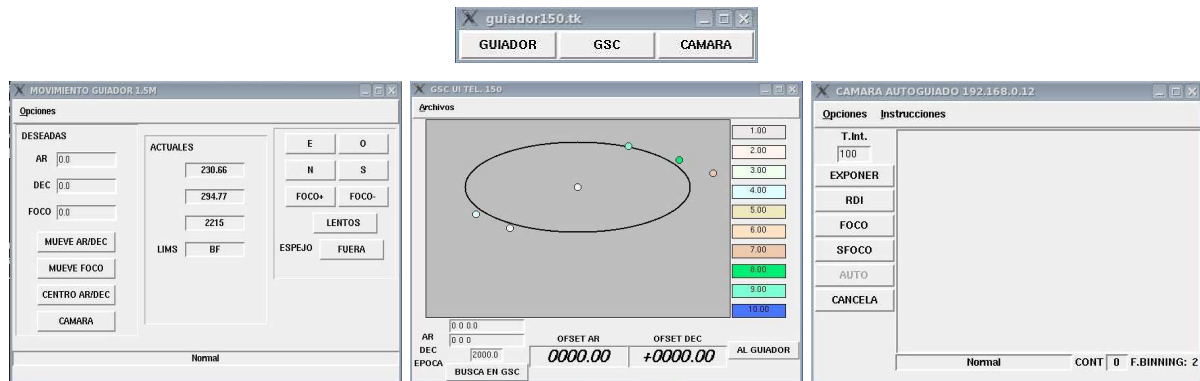 guiador150.tk
GUIADOR GSC CAMARA
MOVIMIENTO GUIADOR 1.5M
Opciones
DESEADAS
AR 0.0
DEC 0.0
FOCO 0.0
MUEVE AR/DEC
MUEVE FOCO
CENTRO AR/DEC
CAMARA
ACTUALES
230.66
294.77
2215
LIMS BF
E O
N S
FOCO+ FOCO-
LENTOS
ESPEJO FUERA
Normal
GSC UI TEL. 150
Archivos
1.00
2.00
3.00
4.00
5.00
6.00
7.00
8.00
9.00
10.00
AR 0 0 0.0
DEC 0 0 0
EPOCA 2000.0
BUSCA EN GSC
OFSET AR
0000.00
OFSET DEC
+0000.00
AL GUIADOR
CAMARA AUTOGUIADO 192.168.0.12
Opciones Instrucciones
T.Int.
100
EXPONER
RDI
FOCO
SFOCO
AUTO
CANCELA
Normal CONT 0 F.BINNING: 2